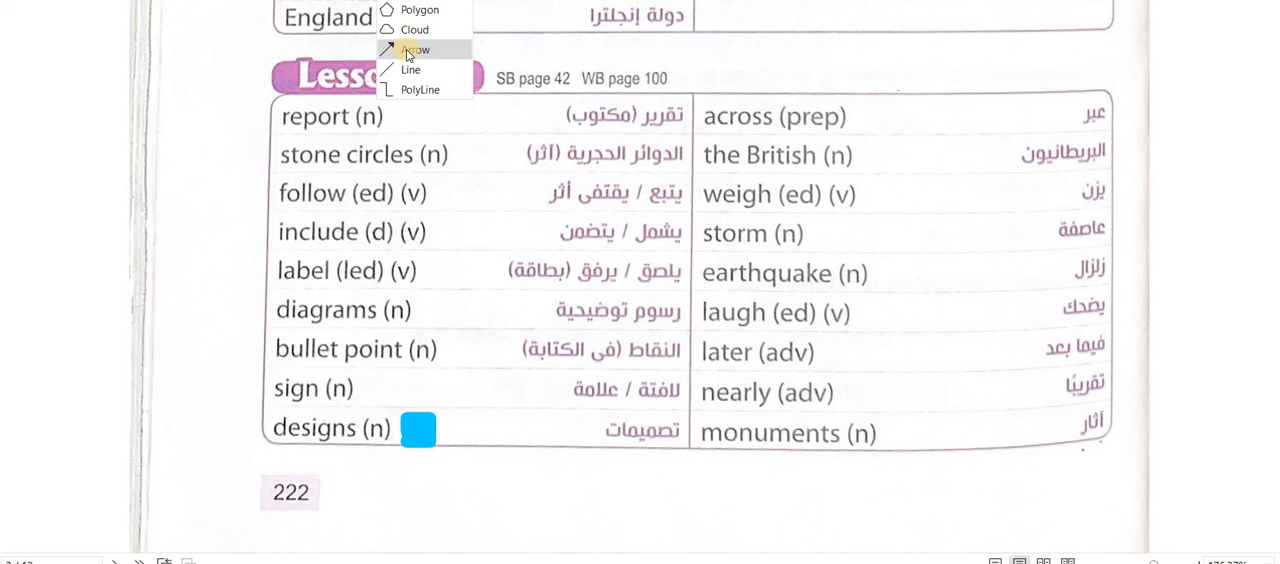 England دولة إنجلترا
Polygon
Cloud
Arrow
Line
PolyLine
SB page 42 WB page 100
report (n) تقرير (مكتوب) across (prep) عبر
stone circles (n) الدوائر الحجرية (آثر) the British (n) البريطانيون
follow (ed) (v) يتبع / يقتفى أثر weigh (ed) (v) يزن
include (d) (v) يشمل / يتضمن storm (n) عاصفة
label (led) (v) يلصق / يرفق (بطاقة) earthquake (n) زلزال
diagrams (n) رسوم توضيحية laugh (ed) (v) يضحك
bullet point (n) النقاط (فى الكتابة) later (adv) فيما بعد
sign (n) لافتة / علامة nearly (adv) تقريبًا
designs (n) تصميمات monuments (n) آثار
222